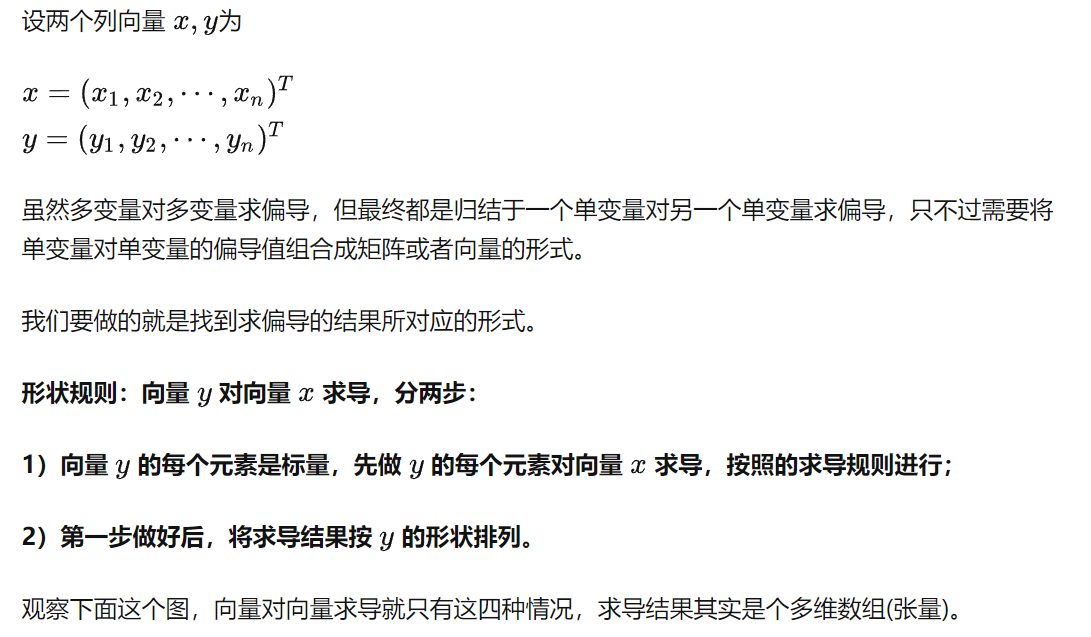 设两个列向量 x, y为
x = (x₁, x₂, ⋯, xₙ)ᵀ
y = (y₁, y₂, ⋯, yₙ)ᵀ
虽然多变量对多变量求偏导，但最终都是归结于一个单变量对另一个单变量求偏导，只不过需要将
单变量对单变量的偏导值组合成矩阵或者向量的形式。
我们要做的就是找到求偏导的结果所对应的形式。
形状规则：向量 y 对向量 x 求导，分两步：
1）向量 y 的每个元素是标量，先做 y 的每个元素对向量 x 求导，按照的求导规则进行；
2）第一步做好后，将求导结果按 y 的形状排列。
观察下面这个图，向量对向量求导就只有这四种情况，求导结果其实是个多维数组(张量)。